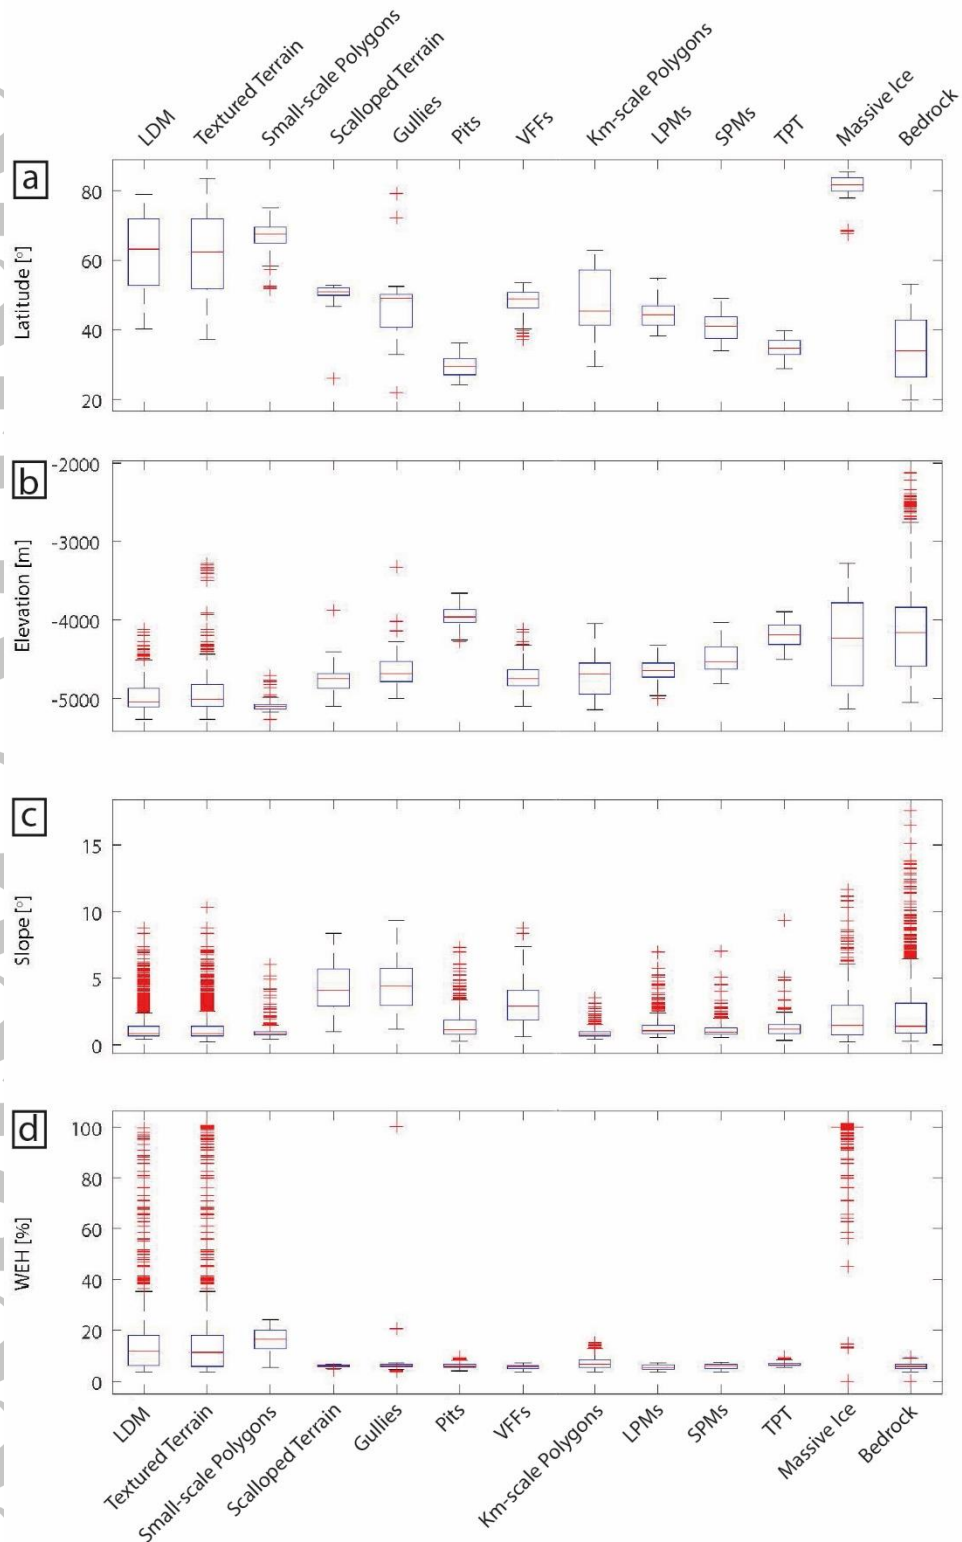 LDM
Textured Terrain
Small-scale Polygons
Scalloped Terrain
Gullies
Pits
VFFs
Km-scale Polygons
LPMs
SPMs
TPT
Massive Ice
Bedrock
a
Latitude [°]
80
60
40
20
b
Elevation [m]
-2000
-3000
-4000
-5000
c
Slope [°]
15
10
5
0
d
WEH [%]
100
80
60
40
20
0
LDM
Textured Terrain
Small-scale Polygons
Scalloped Terrain
Gullies
Pits
VFFs
Km-scale Polygons
LPMs
SPMs
TPT
Massive Ice
Bedrock